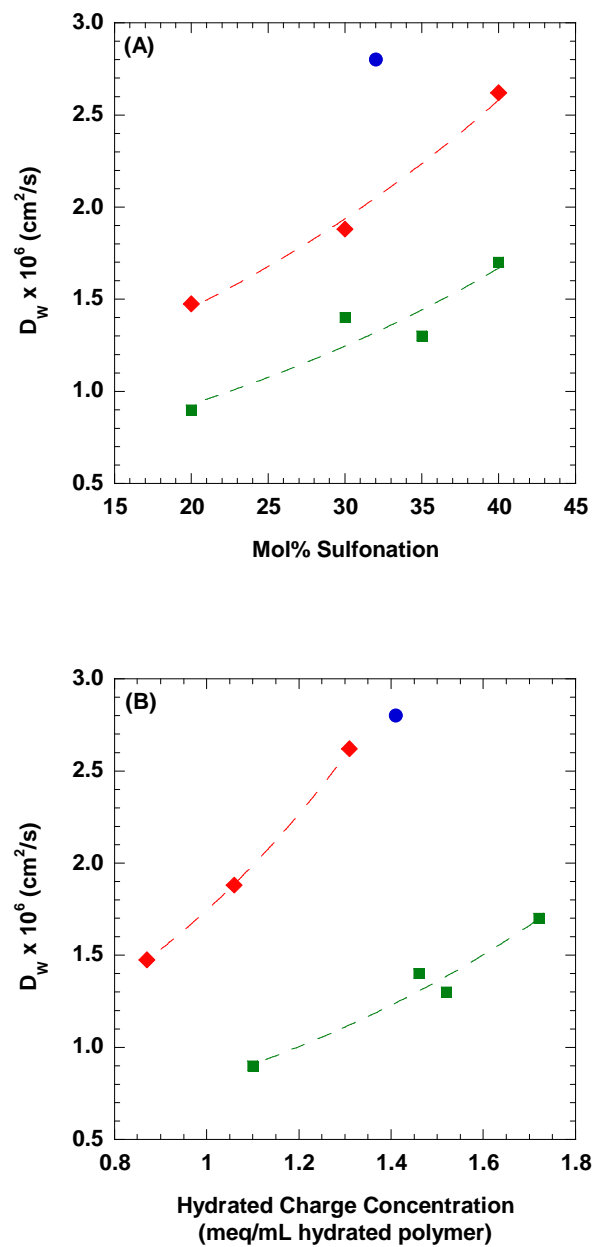 (A)
3.0
2.5
2.0
1.5
1.0
0.5
D_W x 10^6 (cm^2/s)
15 20 25 30 35 40 45
Mol% Sulfonation
(B)
3.0
2.5
2.0
1.5
1.0
0.5
D_W x 10^6 (cm^2/s)
0.8 1 1.2 1.4 1.6 1.8
Hydrated Charge Concentration
(meq/mL hydrated polymer)